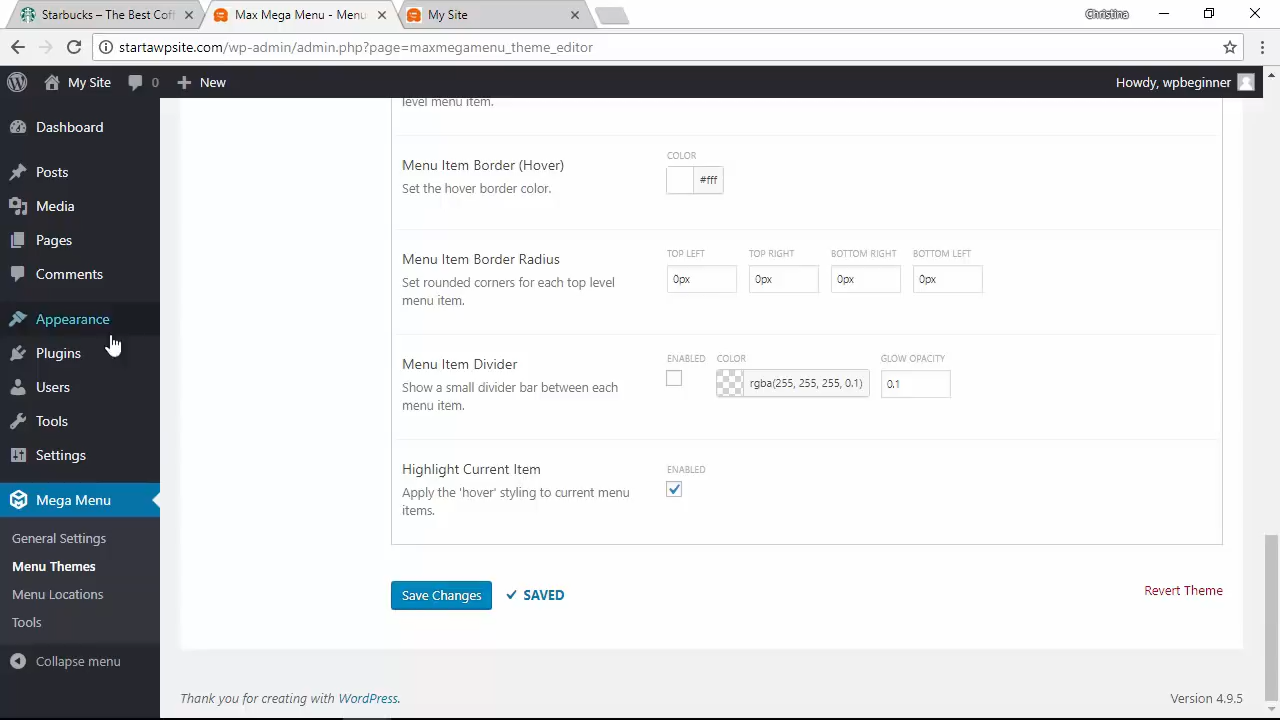 Starbucks – The Best Coff
Max Mega Menu - Menu
My Site
Christina
startawpsite.com/wp-admin/admin.php?page=maxmegamenu_theme_editor
My Site
0
New
Howdy, wpbeginner
Dashboard
Posts
Media
Pages
Comments
Appearance
Plugins
Users
Tools
Settings
Mega Menu
General Settings
Menu Themes
Menu Locations
Tools
Collapse menu
level menu item.
Menu Item Border (Hover)
Set the hover border color.
COLOR
#fff
Menu Item Border Radius
Set rounded corners for each top level
menu item.
TOP LEFT TOP RIGHT BOTTOM RIGHT BOTTOM LEFT
0px 0px 0px 0px
Menu Item Divider
Show a small divider bar between each
menu item.
ENABLED COLOR GLOW OPACITY
rgba(255, 255, 255, 0.1) 0.1
Highlight Current Item
Apply the 'hover' styling to current menu
items.
ENABLED
Save Changes
SAVED
Revert Theme
Thank you for creating with WordPress.
Version 4.9.5